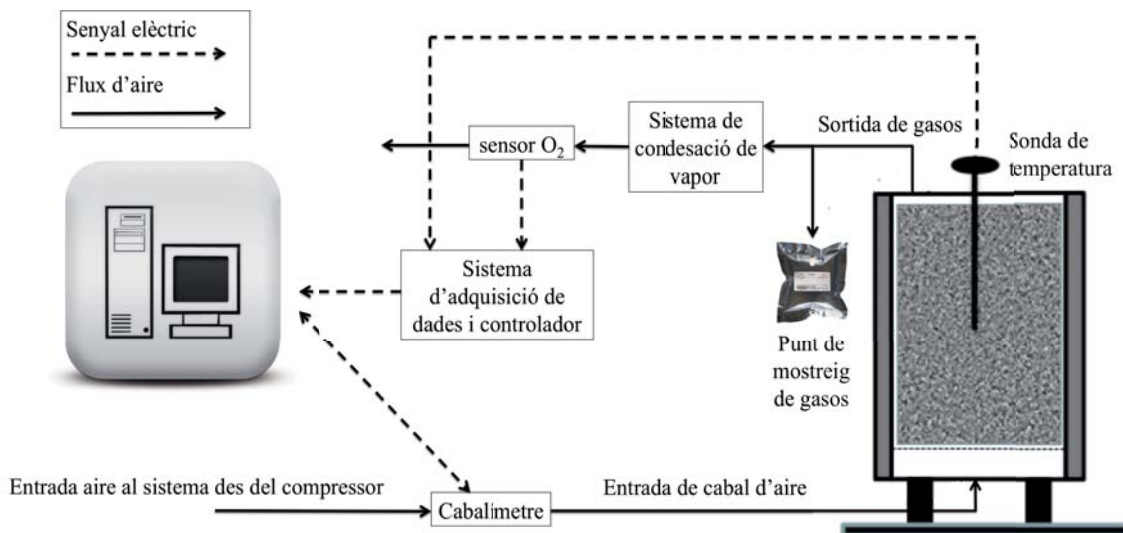 Senyal elèctric
Flux d'aire
sensor O₂
Sistema de
condesació de
vapor
Sortida de gasos
Sonda de
temperatura
Sistema
d'adquisició de
dades i controlador
Punt de
mostreig
de gasos
Entrada aire al sistema des del compressor
Cabalímetre
Entrada de cabal d'aire